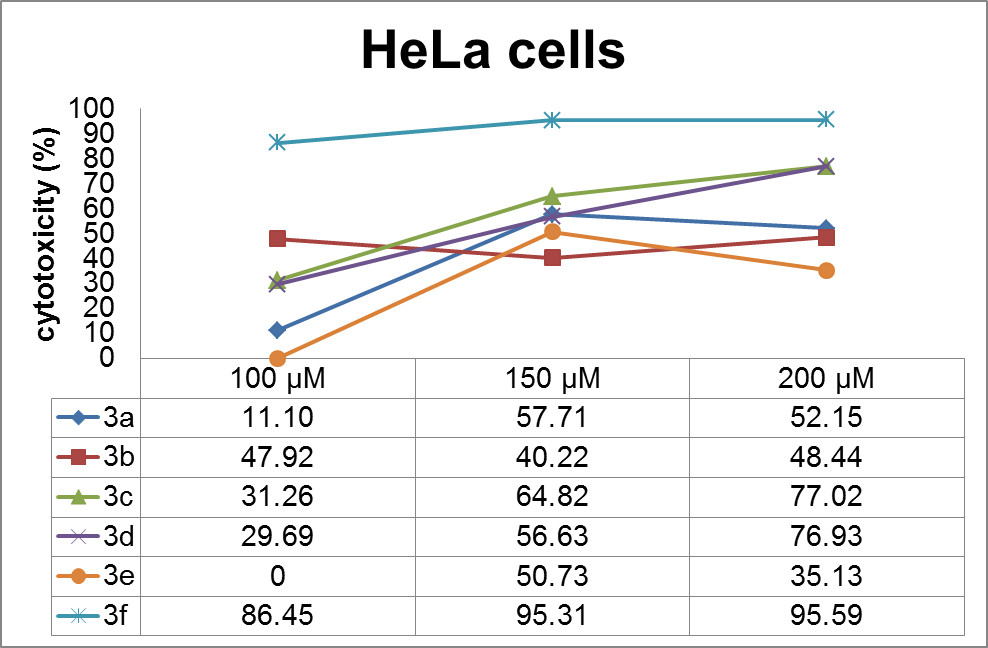 HeLa cells
cytotoxicity (%)
100
90
80
70
60
50
40
30
20
10
0
100 µM 150 µM 200 µM
3a 11.10 57.71 52.15
3b 47.92 40.22 48.44
3c 31.26 64.82 77.02
3d 29.69 56.63 76.93
3e 0 50.73 35.13
3f 86.45 95.31 95.59